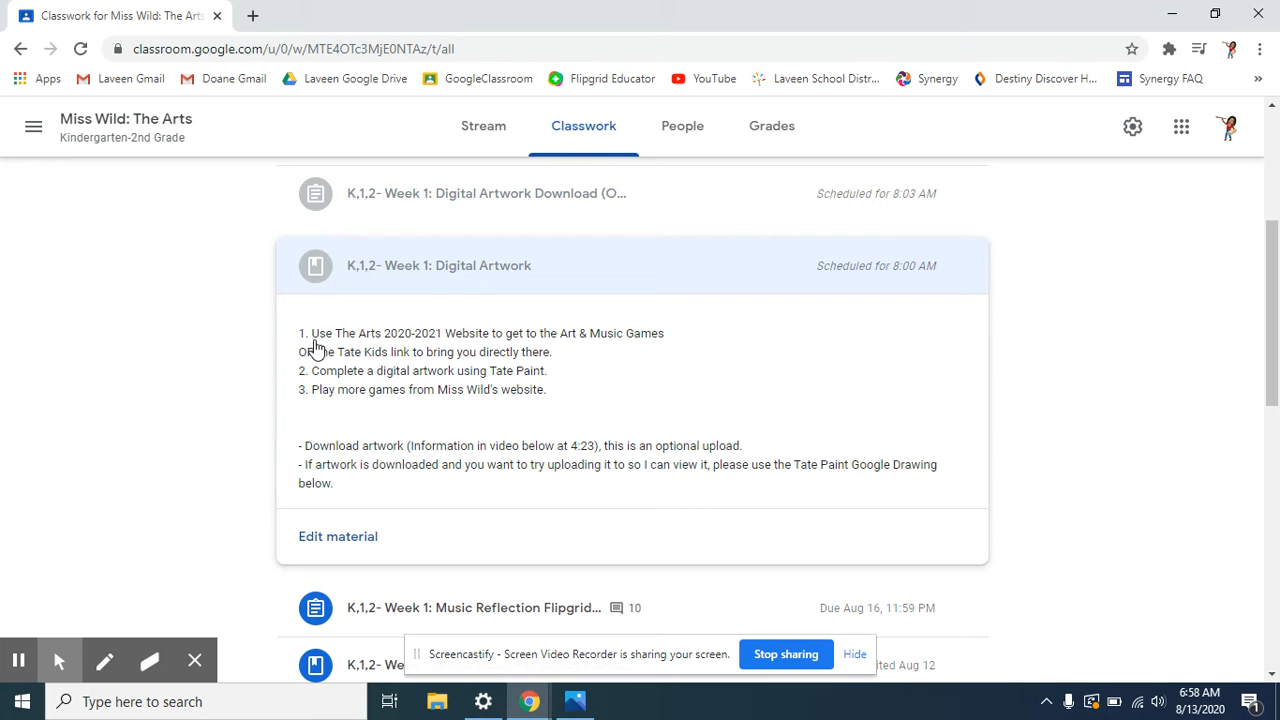 Classwork for Miss Wild: The Arts
classroom.google.com/u/0/w/MTE4OTc3MjE0NTAz/t/all
Apps
Laveen Gmail
Doane Gmail
Laveen Google Drive
GoogleClassroom
Flipgrid Educator
YouTube
Laveen School Distr...
Synergy
Destiny Discover H...
Synergy FAQ
»
Miss Wild: The Arts
Kindergarten-2nd Grade
Stream
Classwork
People
Grades
K,1,2- Week 1: Digital Artwork Download (O...
Scheduled for 8:03 AM
K,1,2- Week 1: Digital Artwork
Scheduled for 8:00 AM
1. Use The Arts 2020-2021 Website to get to the Art & Music Games
Tate Kids link to bring you directly there.
2. Complete a digital artwork using Tate Paint.
3. Play more games from Miss Wild's website.
- Download artwork (Information in video below at 4:23), this is an optional upload.
- If artwork is downloaded and you want to try uploading it to so I can view it, please use the Tate Paint Google Drawing
below.
Edit material
K,1,2- Week 1: Music Reflection Flipgrid...
10
Due Aug 16, 11:59 PM
K,1,2- We
Aug 12
Screencastify - Screen Video Recorder is sharing your screen.
Stop sharing
Hide
Type here to search
6:58 AM
8/13/2020
1